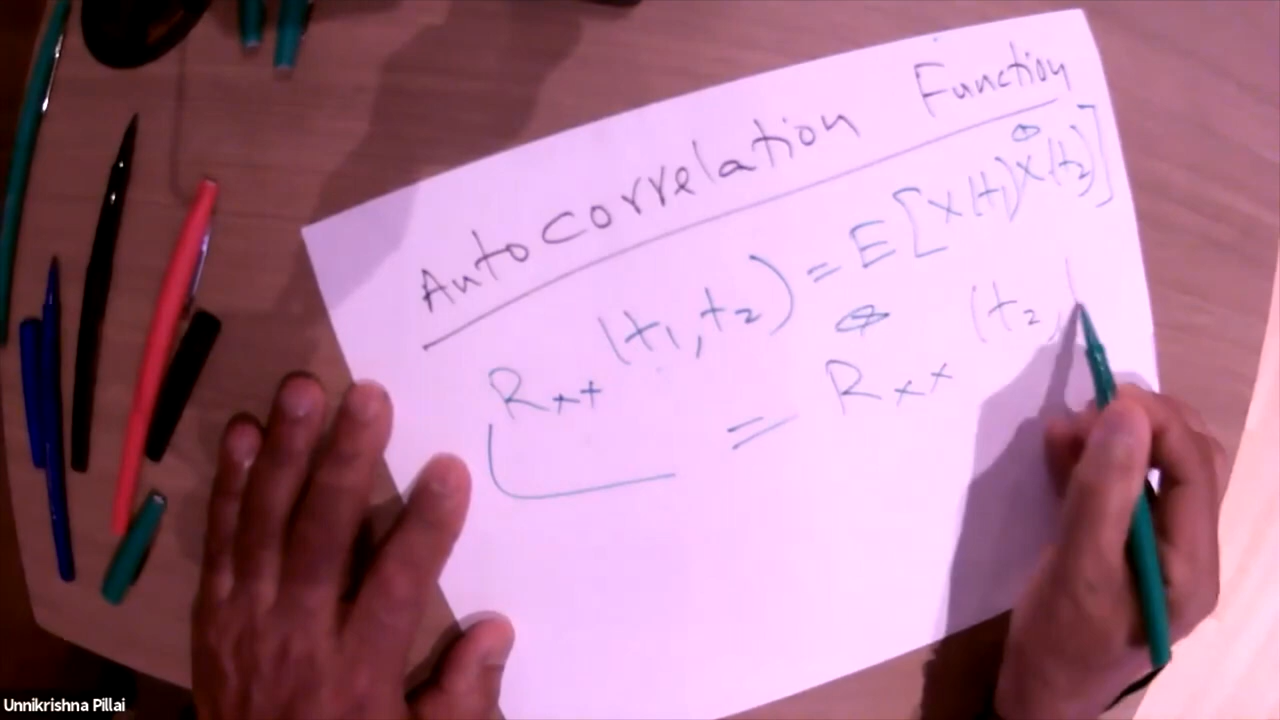 Autocorrelation Function
Rxx (t1, t2) = E[X(t1) X*(t2)]
= R*xx (t2,
Unnikrishna Pillai